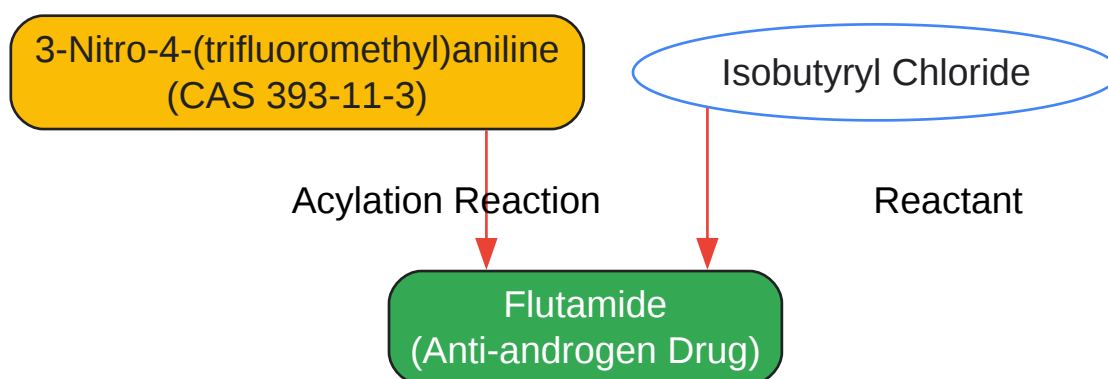 3-Nitro-4-(trifluoromethyl)aniline
(CAS 393-11-3)
Isobutyryl Chloride
Acylation Reaction
Reactant
Flutamide
(Anti-androgen Drug)